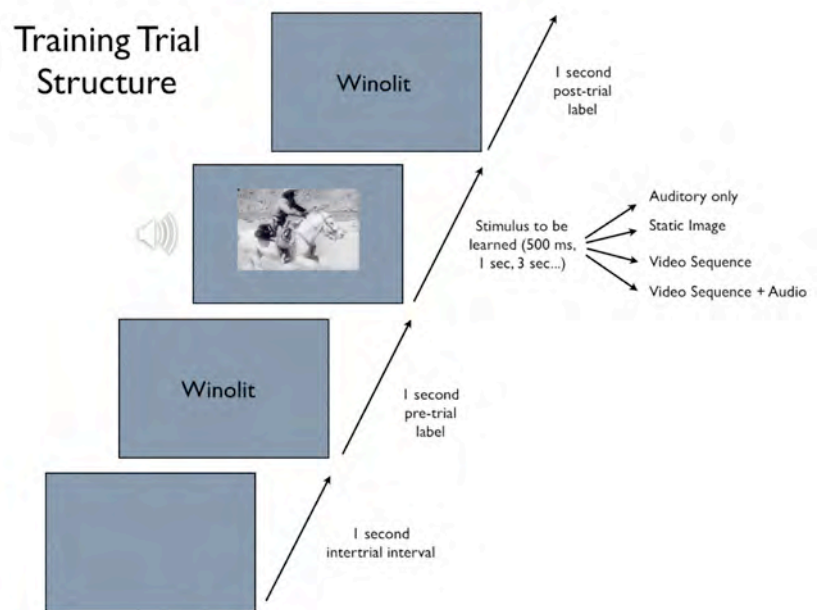 Training Trial
Structure
Winolit
1 second
post-trial
label
Stimulus to be
learned (500 ms,
1 sec, 3 sec...)
Auditory only
Static Image
Video Sequence
Video Sequence + Audio
Winolit
1 second
pre-trial
label
1 second
intertrial interval